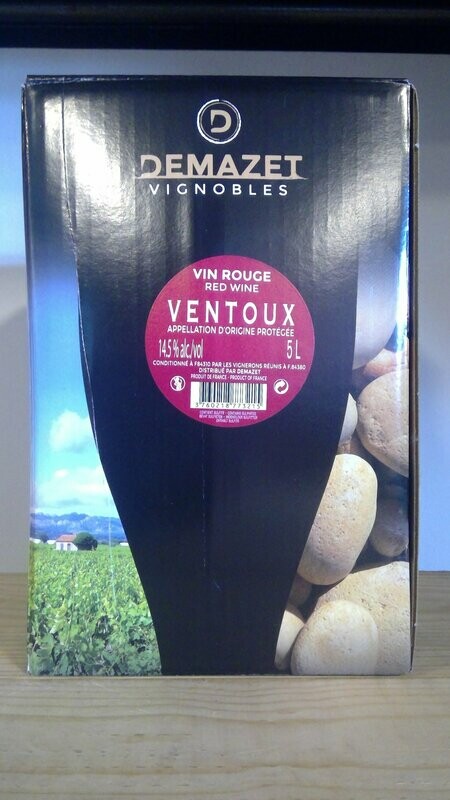 D
DEMAZET
VIGNOBLES
VIN ROUGE
RED WINE
VENTOUX
APPELLATION D'ORIGINE PROTÉGÉE
14.5% alc./vol 5 L
CONDITIONNÉ À F84310 PAR LES VIGNERONS RÉUNIS À F.84380
DISTRIBUÉ PAR DEMAZET
PRODUIT DE FRANCE - PRODUCT OF FRANCE
3760218773215